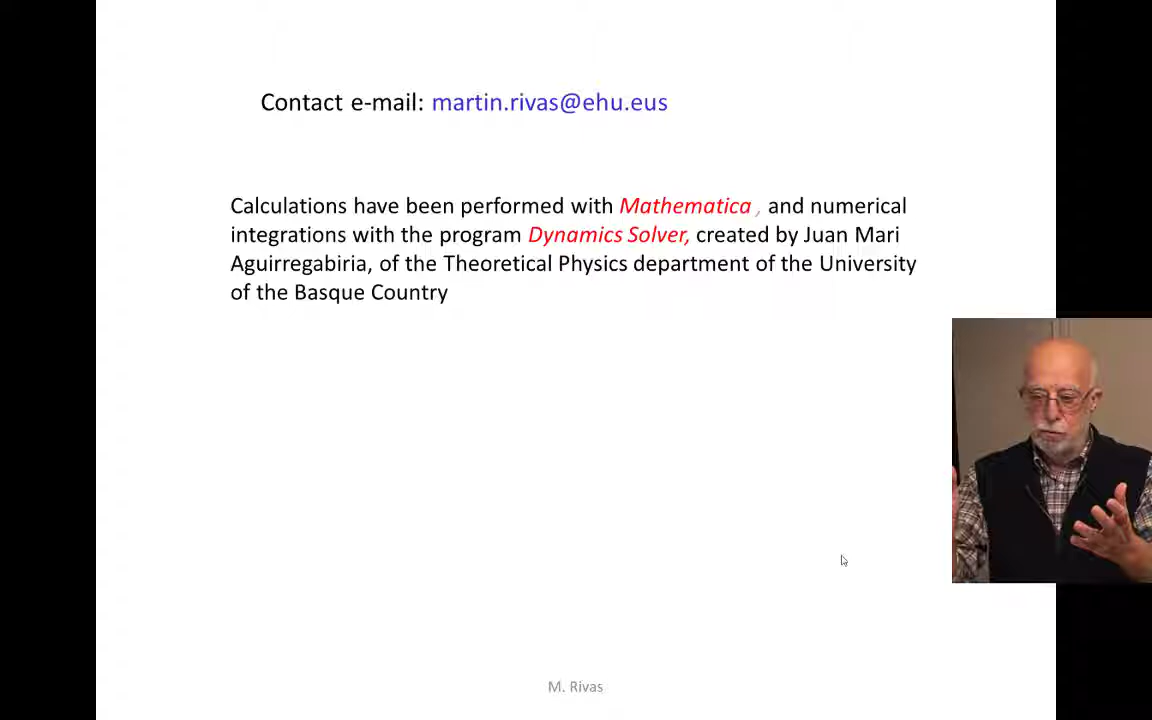 Contact e-mail: martin.rivas@ehu.eus
Calculations have been performed with Mathematica , and numerical
integrations with the program Dynamics Solver, created by Juan Mari
Aguirregabiria, of the Theoretical Physics department of the University
of the Basque Country
M. Rivas